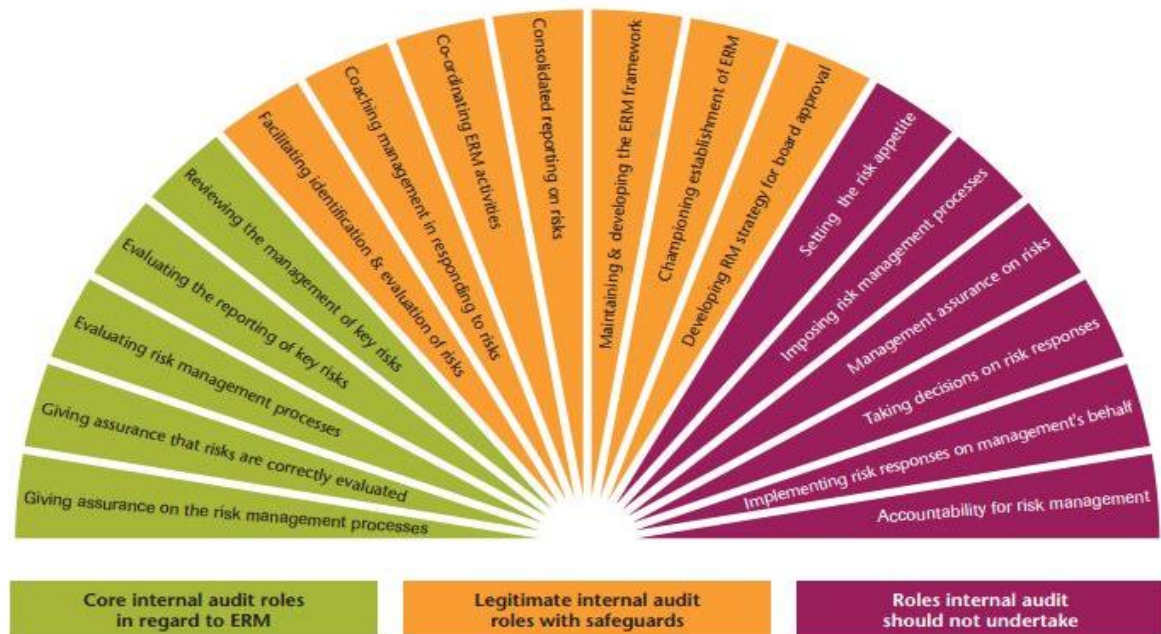 Giving assurance on the risk management processes
Giving assurance that risks are correctly evaluated
Evaluating risk management processes
Evaluating the reporting of key risks
Reviewing the management of key risks
Facilitating identification & evaluation of risks
Coaching management in responding to risks
Co-ordinating ERM activities
Consolidated reporting on risks
Maintaining & developing the ERM framework
Championing establishment of ERM
Developing RM strategy for board approval
Setting the risk appetite
Imposing risk management processes
Management assurance on risks
Taking decisions on risk responses
Implementing risk responses on management's behalf
Accountability for risk management
Core internal audit roles
in regard to ERM
Legitimate internal audit
roles with safeguards
Roles internal audit
should not undertake